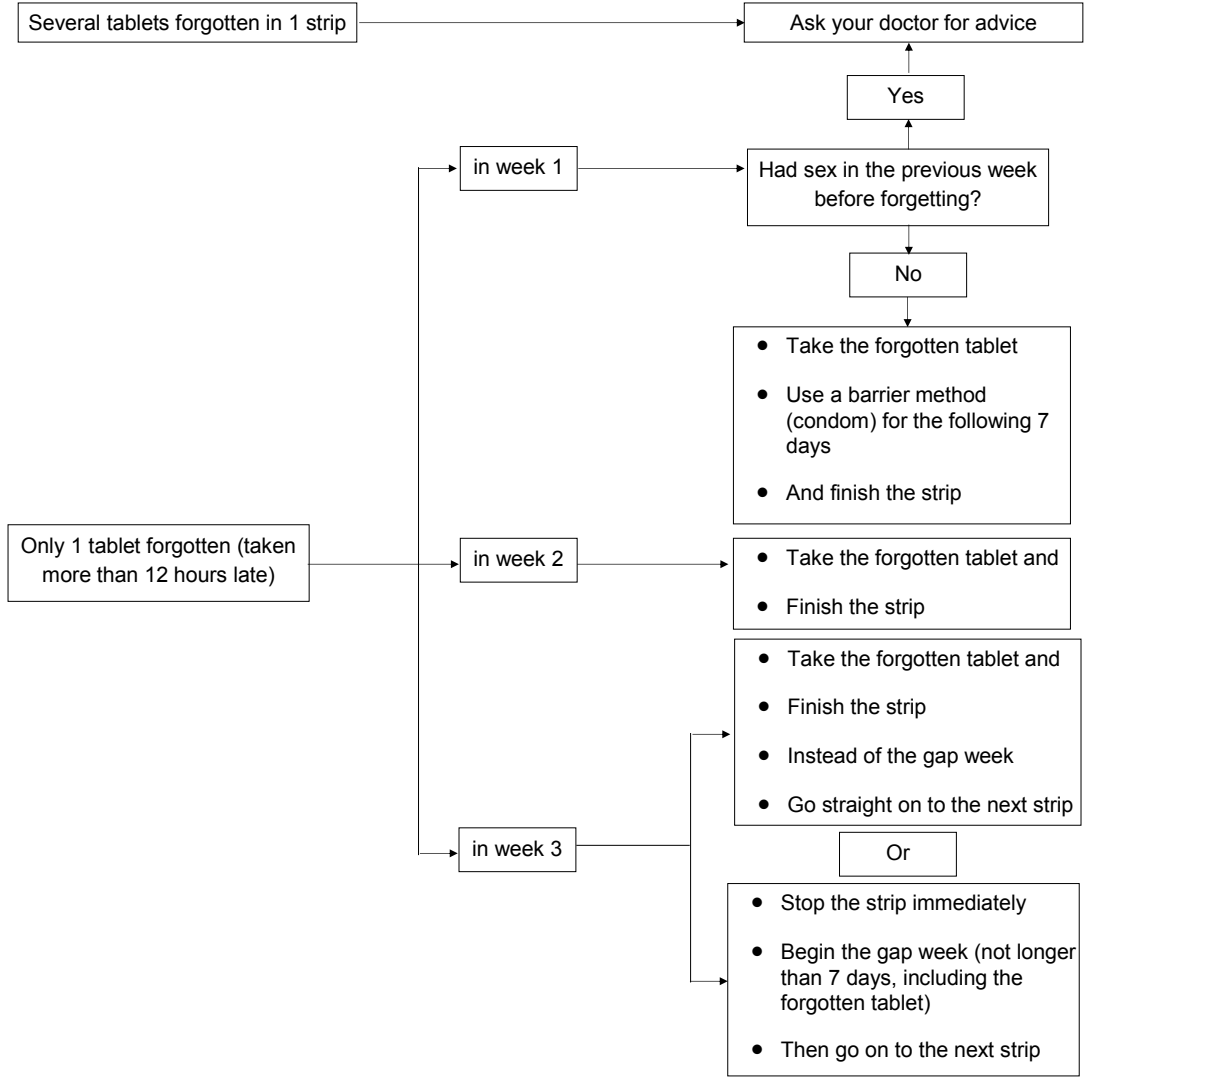 Several tablets forgotten in 1 strip
Ask your doctor for advice
Yes
in week 1
Had sex in the previous week
before forgetting?
No
• Take the forgotten tablet
• Use a barrier method
(condom) for the following 7
days
• And finish the strip
Only 1 tablet forgotten (taken
more than 12 hours late)
in week 2
• Take the forgotten tablet and
• Finish the strip
in week 3
• Take the forgotten tablet and
• Finish the strip
• Instead of the gap week
• Go straight on to the next strip
Or
• Stop the strip immediately
• Begin the gap week (not longer
than 7 days, including the
forgotten tablet)
• Then go on to the next strip